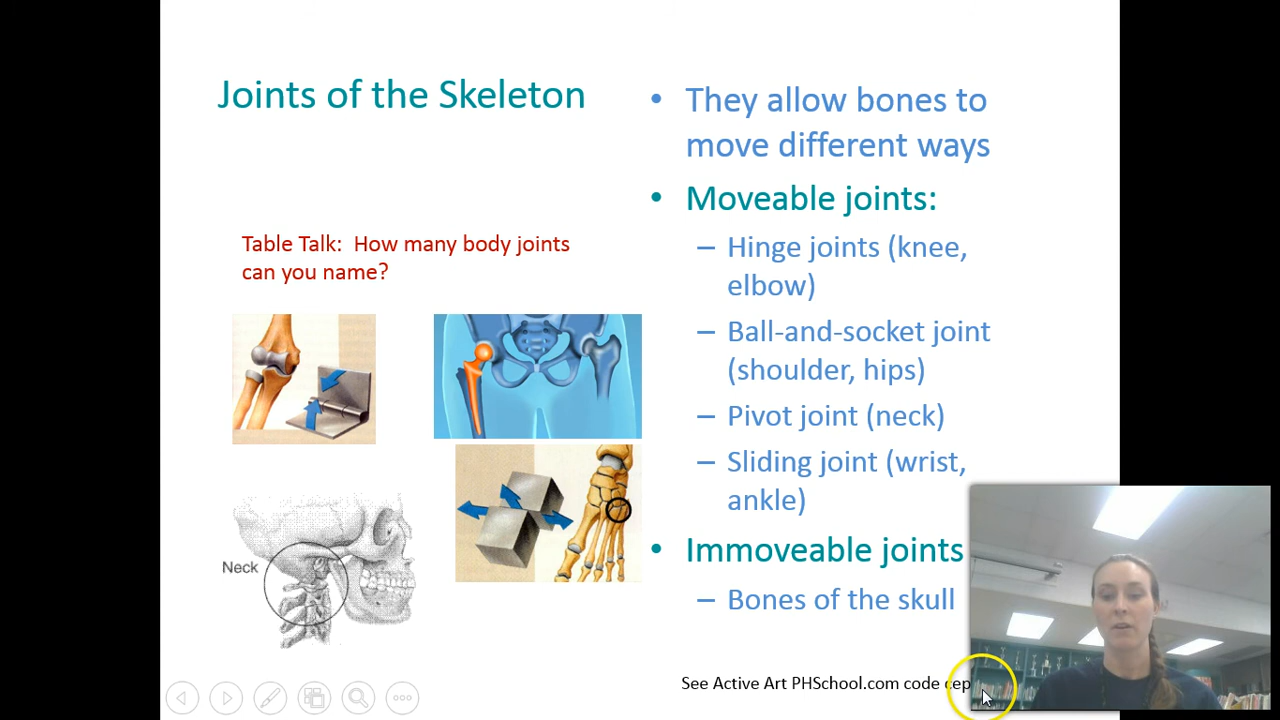 Joints of the Skeleton
Table Talk:  How many body joints
can you name?
Neck
• They allow bones to
move different ways
• Moveable joints:
– Hinge joints (knee,
elbow)
– Ball-and-socket joint
(shoulder, hips)
– Pivot joint (neck)
– Sliding joint (wrist,
ankle)
• Immoveable joints
– Bones of the skull
See Active Art PHSchool.com code cep